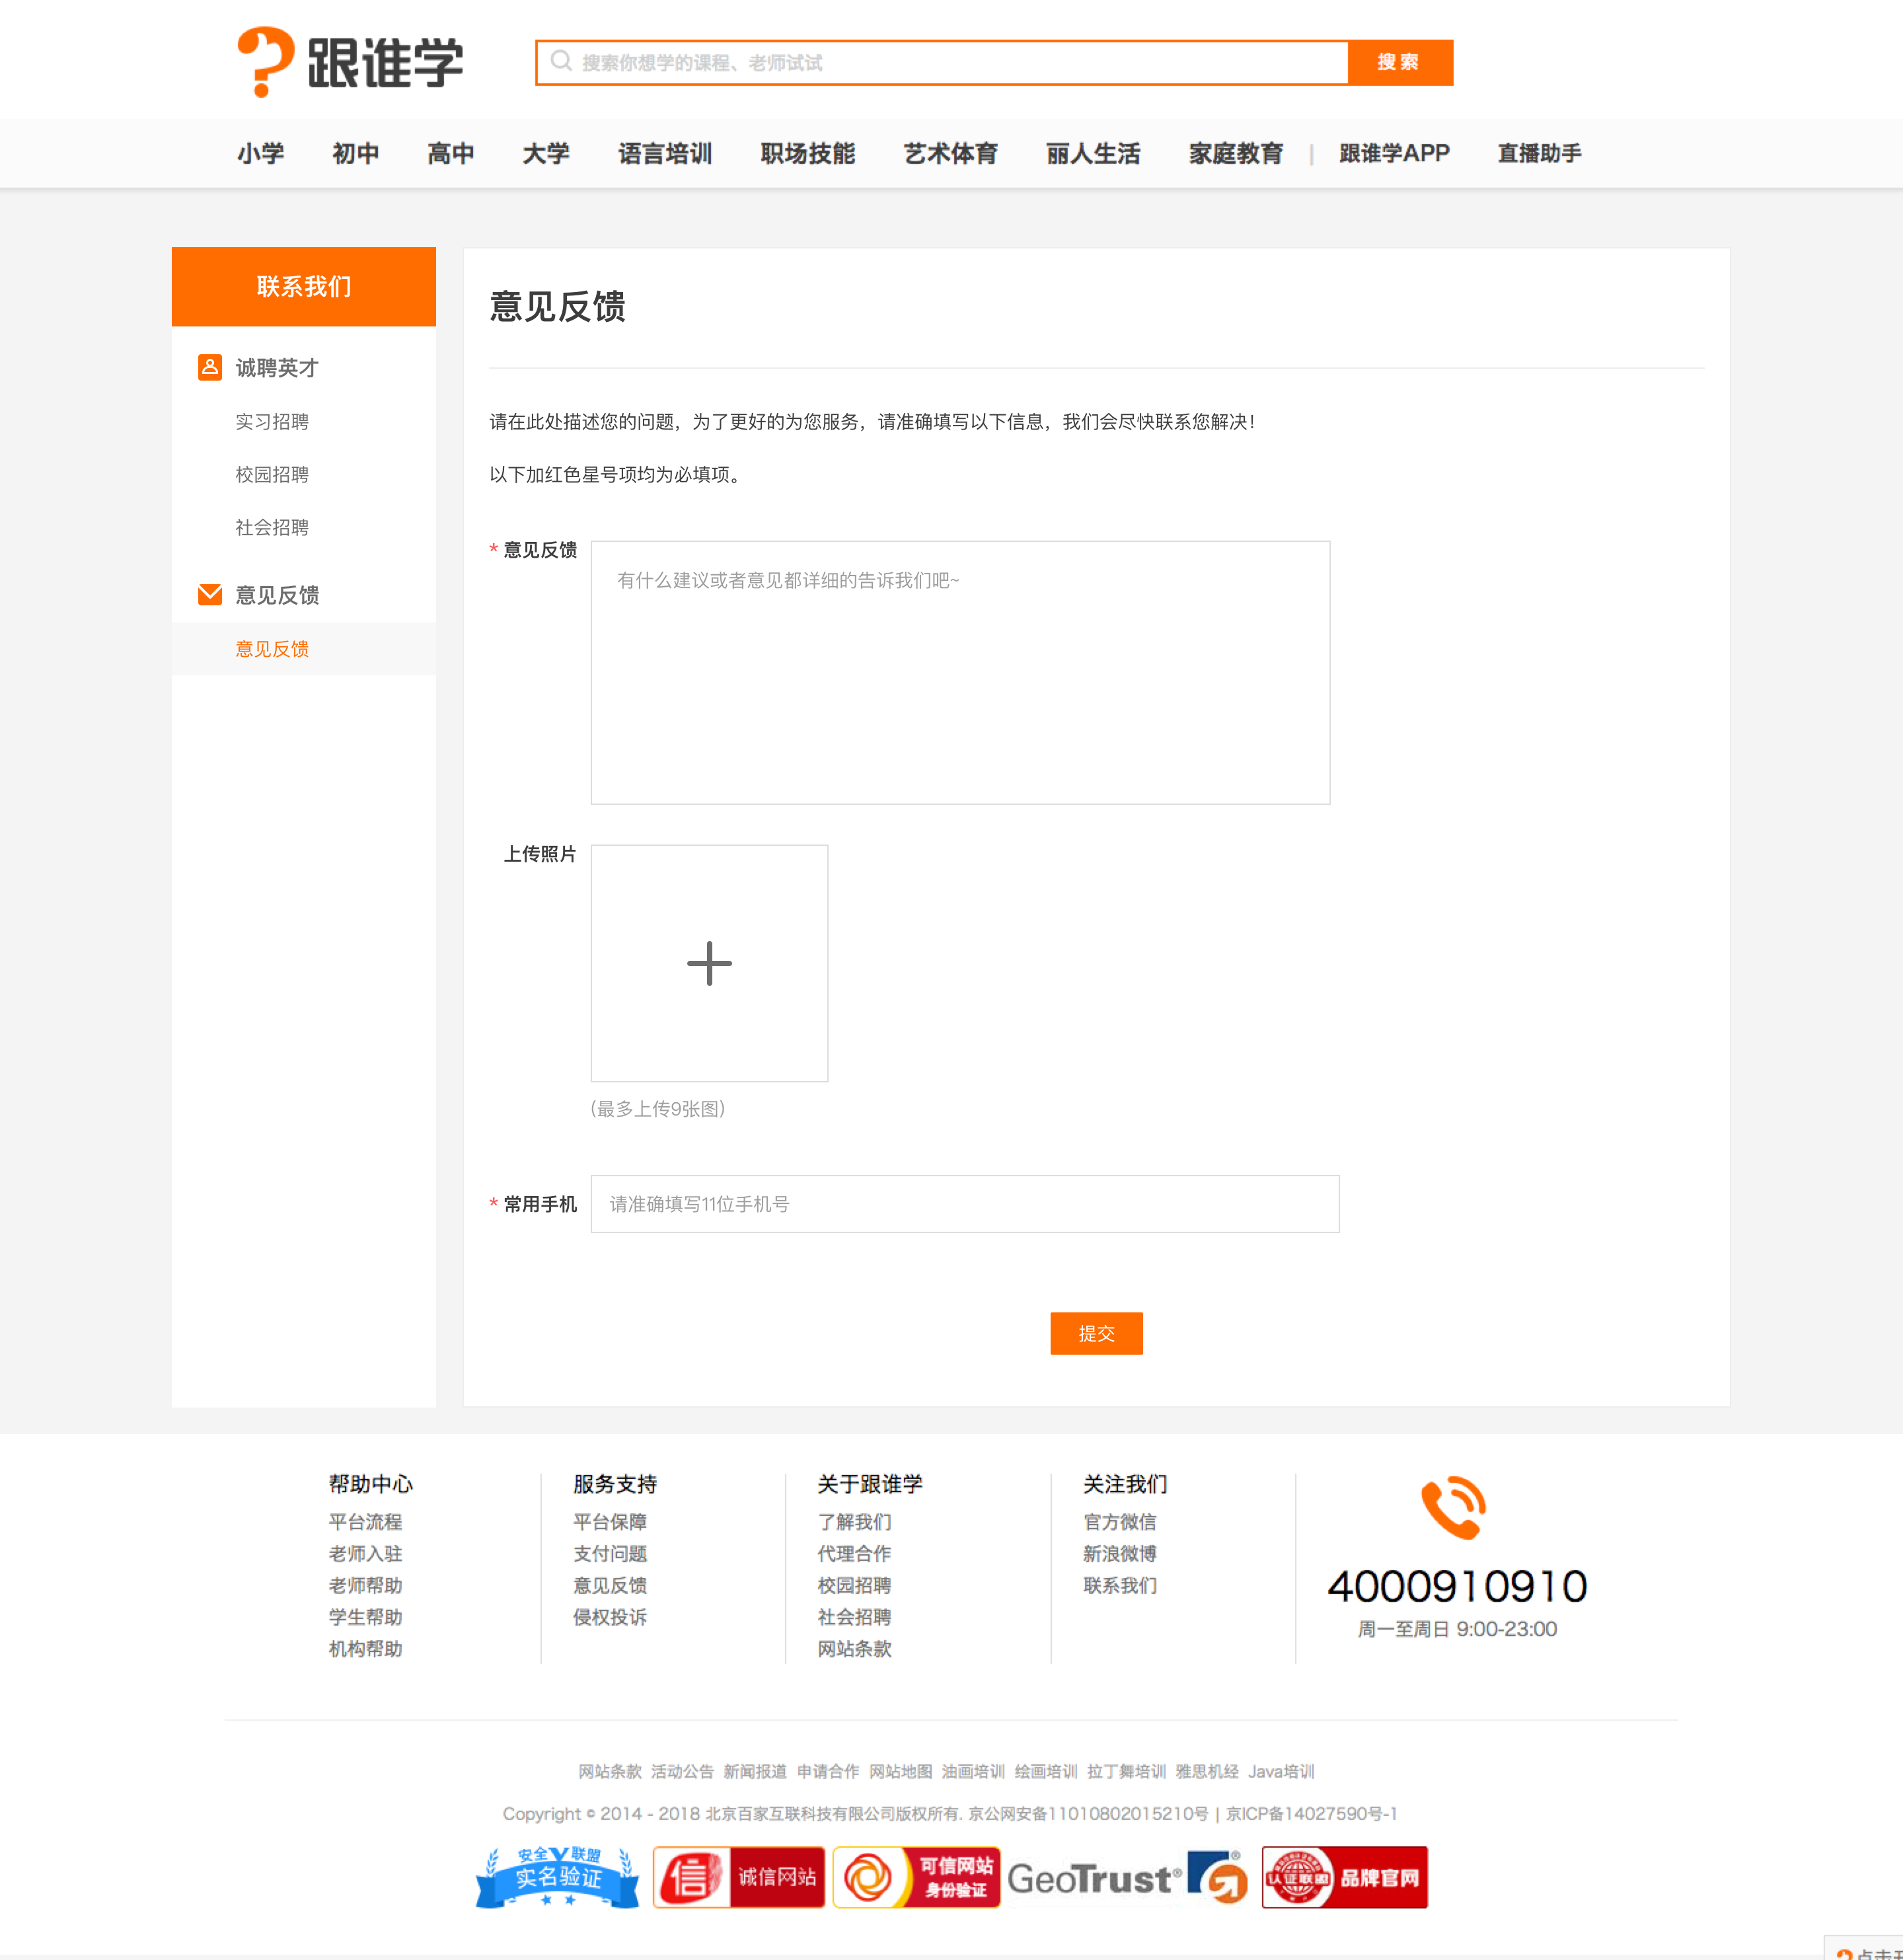 跟谁学
搜索你想学的课程、老师试试
搜索
小学 初中 高中 大学 语言培训 职场技能 艺术体育 丽人生活 家庭教育 | 跟谁学APP 直播助手
联系我们
诚聘英才
实习招聘
校园招聘
社会招聘
意见反馈
意见反馈
意见反馈
请在此处描述您的问题，为了更好的为您服务，请准确填写以下信息，我们会尽快联系您解决！
以下加红色星号项均为必填项。
* 意见反馈
有什么建议或者意见都详细的告诉我们吧~
上传照片
(最多上传9张图)
* 常用手机
请准确填写11位手机号
提交
帮助中心
平台流程
老师入驻
老师帮助
学生帮助
机构帮助
服务支持
平台保障
支付问题
意见反馈
侵权投诉
关于跟谁学
了解我们
代理合作
校园招聘
社会招聘
网站条款
关注我们
官方微信
新浪微博
联系我们
4000910910
周一至周日 9:00-23:00
网站条款 活动公告 新闻报道 申请合作 网站地图 油画培训 绘画培训 拉丁舞培训 雅思机经 Java培训
Copyright © 2014 - 2018 北京百家互联科技有限公司版权所有. 京公网安备11010802015210号 | 京ICP备14027590号-1
安全V联盟
实名验证
信 诚信网站
可信网站
身份验证
GeoTrust®
认证联盟 品牌官网
点击